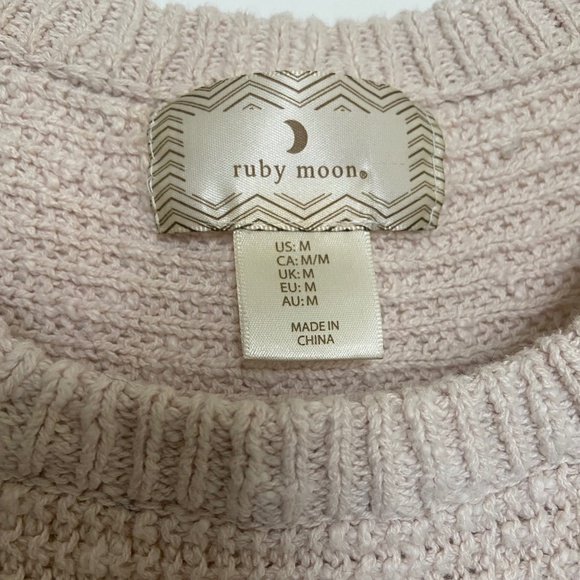 ruby moon®
US: M
CA: M/M
UK: M
EU: M
AU: M
MADE IN
CHINA